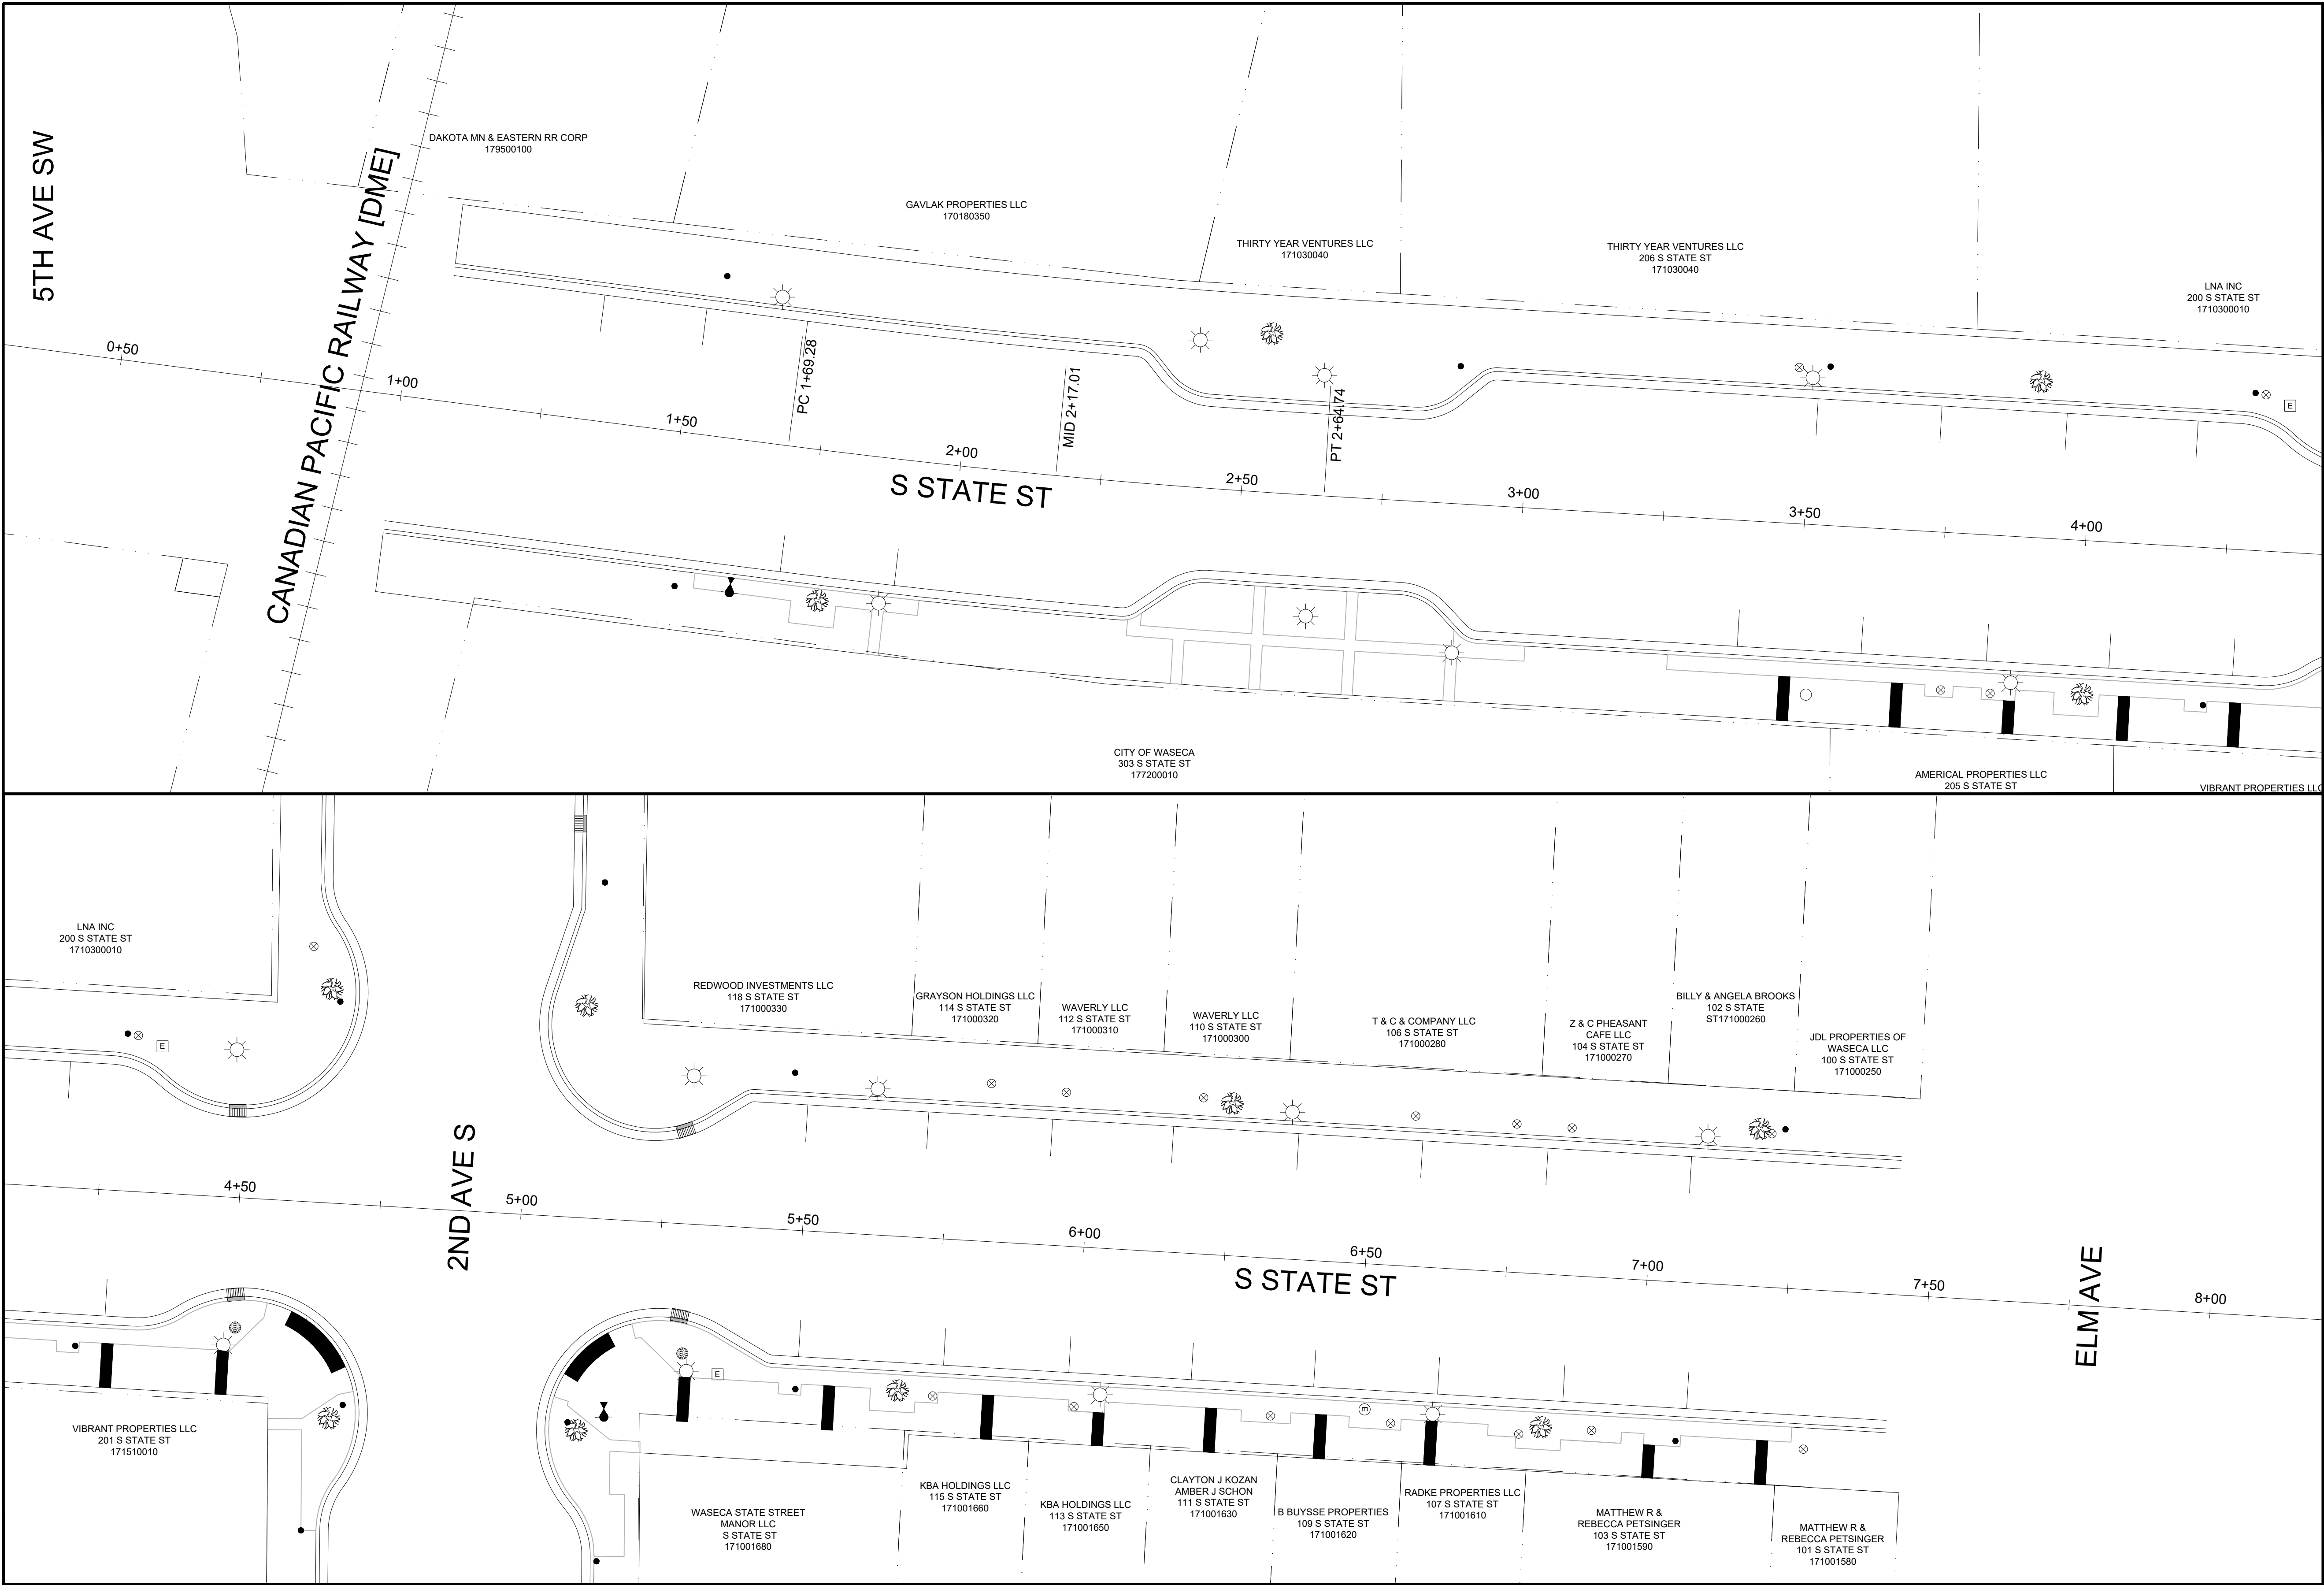 5TH AVE SW
CANADIAN PACIFIC RAILWAY [DME]
DAKOTA MN & EASTERN RR CORP
179500100
GAVLAK PROPERTIES LLC
170180350
THIRTY YEAR VENTURES LLC
171030040
THIRTY YEAR VENTURES LLC
206 S STATE ST
171030040
LNA INC
200 S STATE ST
1710300010
E
0+50
1+00
1+50
PC 1+69.28
2+00
MID 2+17.01
2+50
PT 2+64.74
3+00
3+50
4+00
S STATE ST
CITY OF WASECA
303 S STATE ST
177200010
AMERICAL PROPERTIES LLC
205 S STATE ST
VIBRANT PROPERTIES LLC
LNA INC
200 S STATE ST
1710300010
E
REDWOOD INVESTMENTS LLC
118 S STATE ST
171000330
GRAYSON HOLDINGS LLC
114 S STATE ST
171000320
WAVERLY LLC
112 S STATE ST
171000310
WAVERLY LLC
110 S STATE ST
171000300
T & C & COMPANY LLC
106 S STATE ST
171000280
Z & C PHEASANT
CAFE LLC
104 S STATE ST
171000270
BILLY & ANGELA BROOKS
102 S STATE
ST171000260
JDL PROPERTIES OF
WASECA LLC
100 S STATE ST
171000250
2ND AVE S
4+50
5+00
5+50
6+00
6+50
7+00
7+50
8+00
S STATE ST
ELM AVE
E
m
VIBRANT PROPERTIES LLC
201 S STATE ST
171510010
WASECA STATE STREET
MANOR LLC
S STATE ST
171001680
KBA HOLDINGS LLC
115 S STATE ST
171001660
KBA HOLDINGS LLC
113 S STATE ST
171001650
CLAYTON J KOZAN
AMBER J SCHON
111 S STATE ST
171001630
B BUYSSE PROPERTIES
109 S STATE ST
171001620
RADKE PROPERTIES LLC
107 S STATE ST
171001610
MATTHEW R &
REBECCA PETSINGER
103 S STATE ST
171001590
MATTHEW R &
REBECCA PETSINGER
101 S STATE ST
171001580